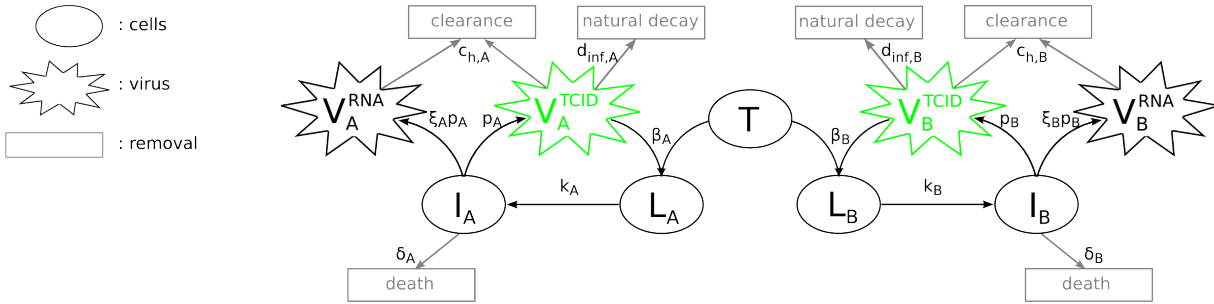 : cells
: virus
: removal
clearance
natural decay
natural decay
clearance
c_{h,A}
d_{inf,A}
d_{inf,B}
c_{h,B}
V_A^{RNA}
V_A^{TCID}
T
V_B^{TCID}
V_B^{RNA}
ξ_A p_A
p_A
β_A
β_B
p_B
ξ_B p_B
I_A
k_A
L_A
L_B
k_B
I_B
δ_A
δ_B
death
death